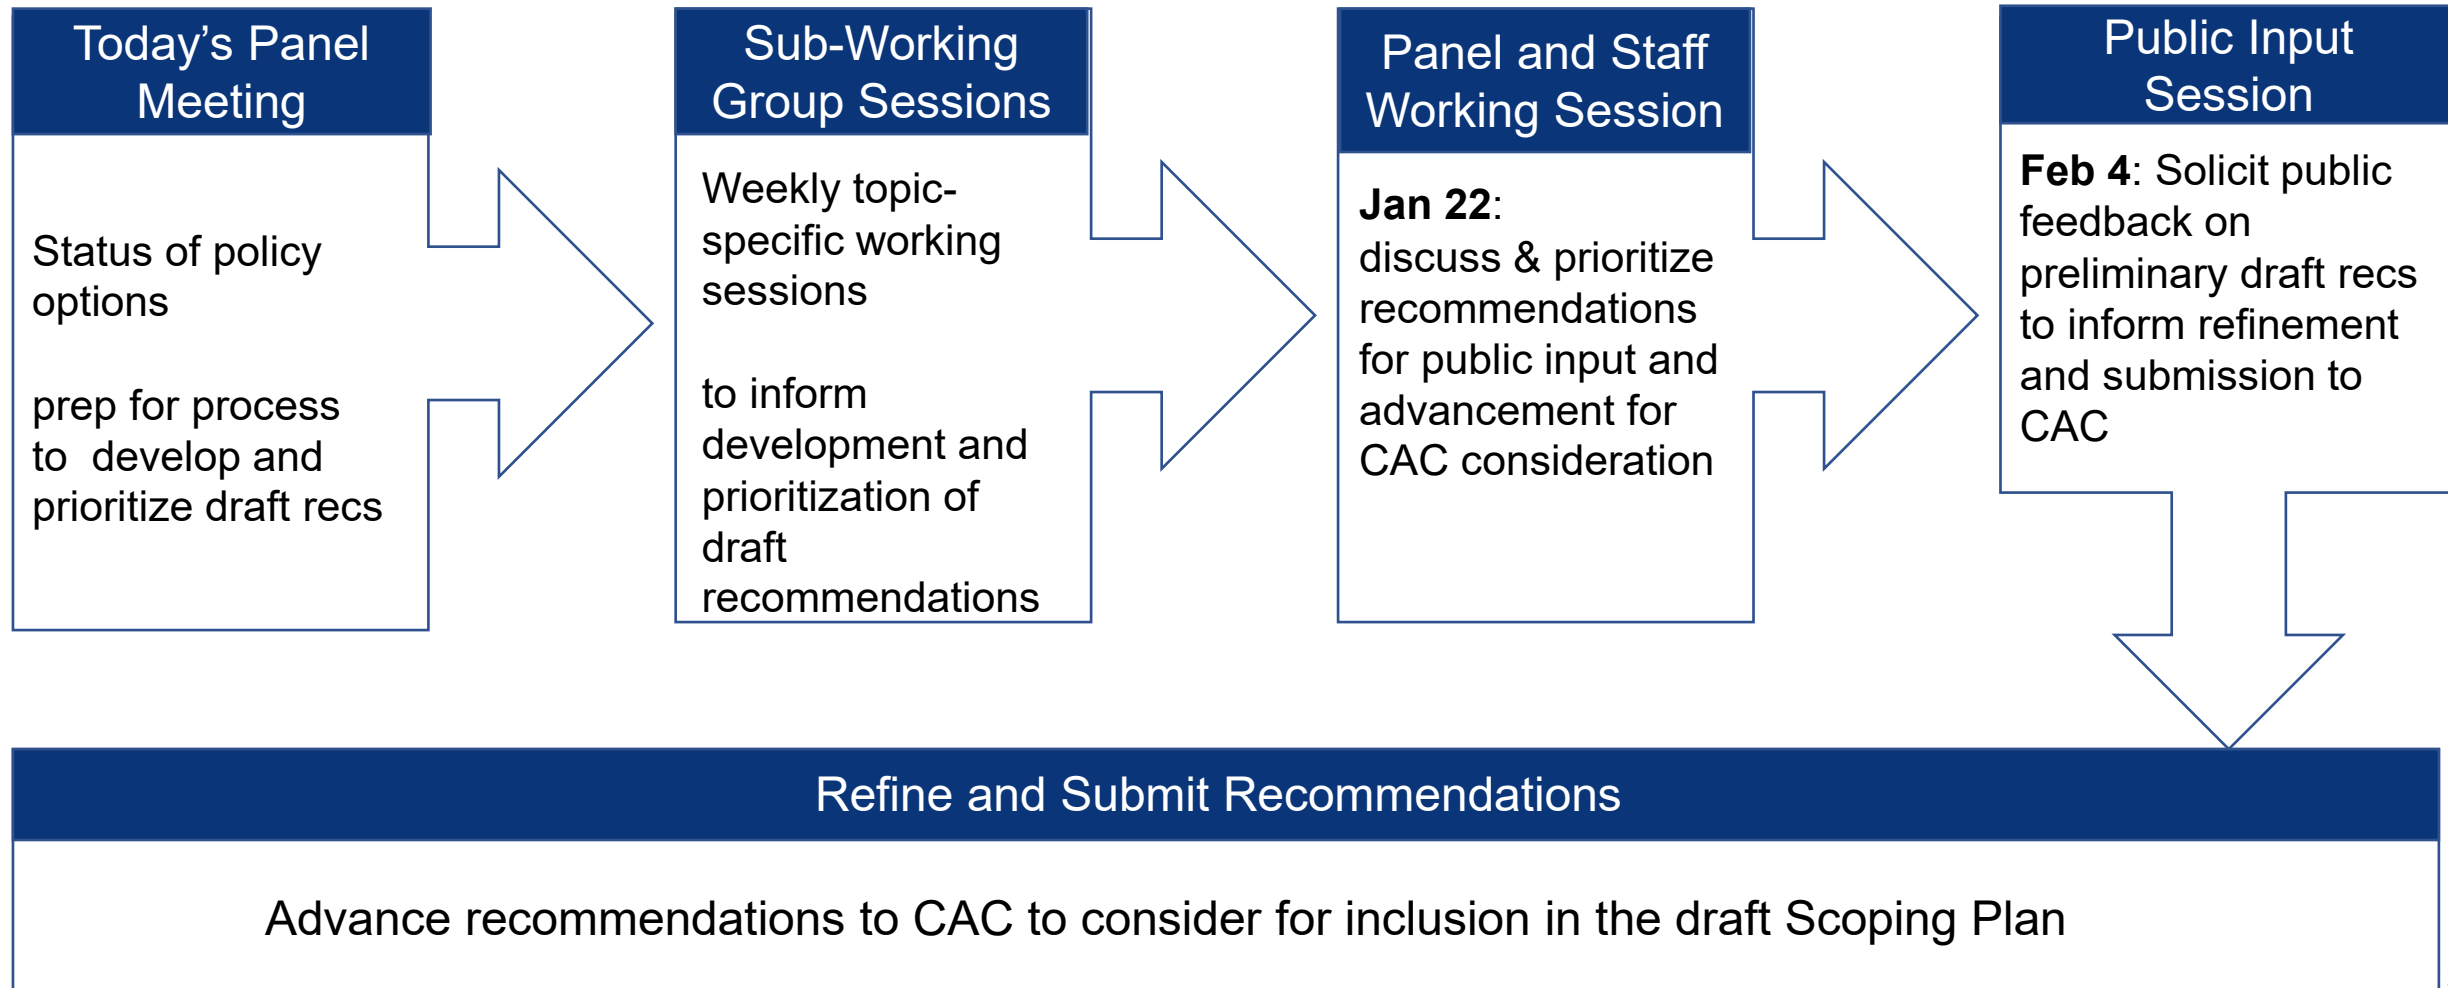 Today’s Panel
Meeting
Status of policy
options
prep for process
to  develop and
prioritize draft recs
Sub-Working
Group Sessions
Weekly topic-
specific working
sessions
to inform
development and
prioritization of
draft
recommendations
Panel and Staff
Working Session
Jan 22:
discuss & prioritize
recommendations
for public input and
advancement for
CAC consideration
Public Input
Session
Feb 4: Solicit public
feedback on
preliminary draft recs
to inform refinement
and submission to
CAC
Refine and Submit Recommendations
Advance recommendations to CAC to consider for inclusion in the draft Scoping Plan